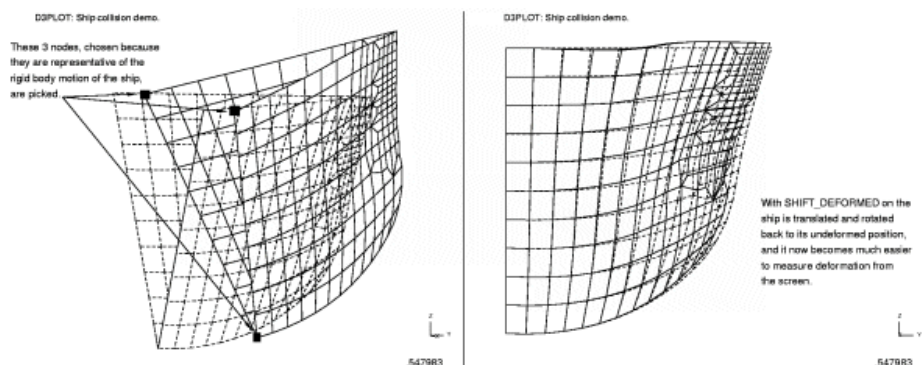 D3PLOT: Ship collision demo.
These 3 nodes, chosen because
they are representative of the
rigid body motion of the ship,
are picked.
Z
Y
547983
D3PLOT: Ship collision demo.
With SHIFT_DEFORMED on the
ship is translated and rotated
back to its undeformed position,
and it now becomes much easier
to measure deformation from
the screen.
Z
Y
547983